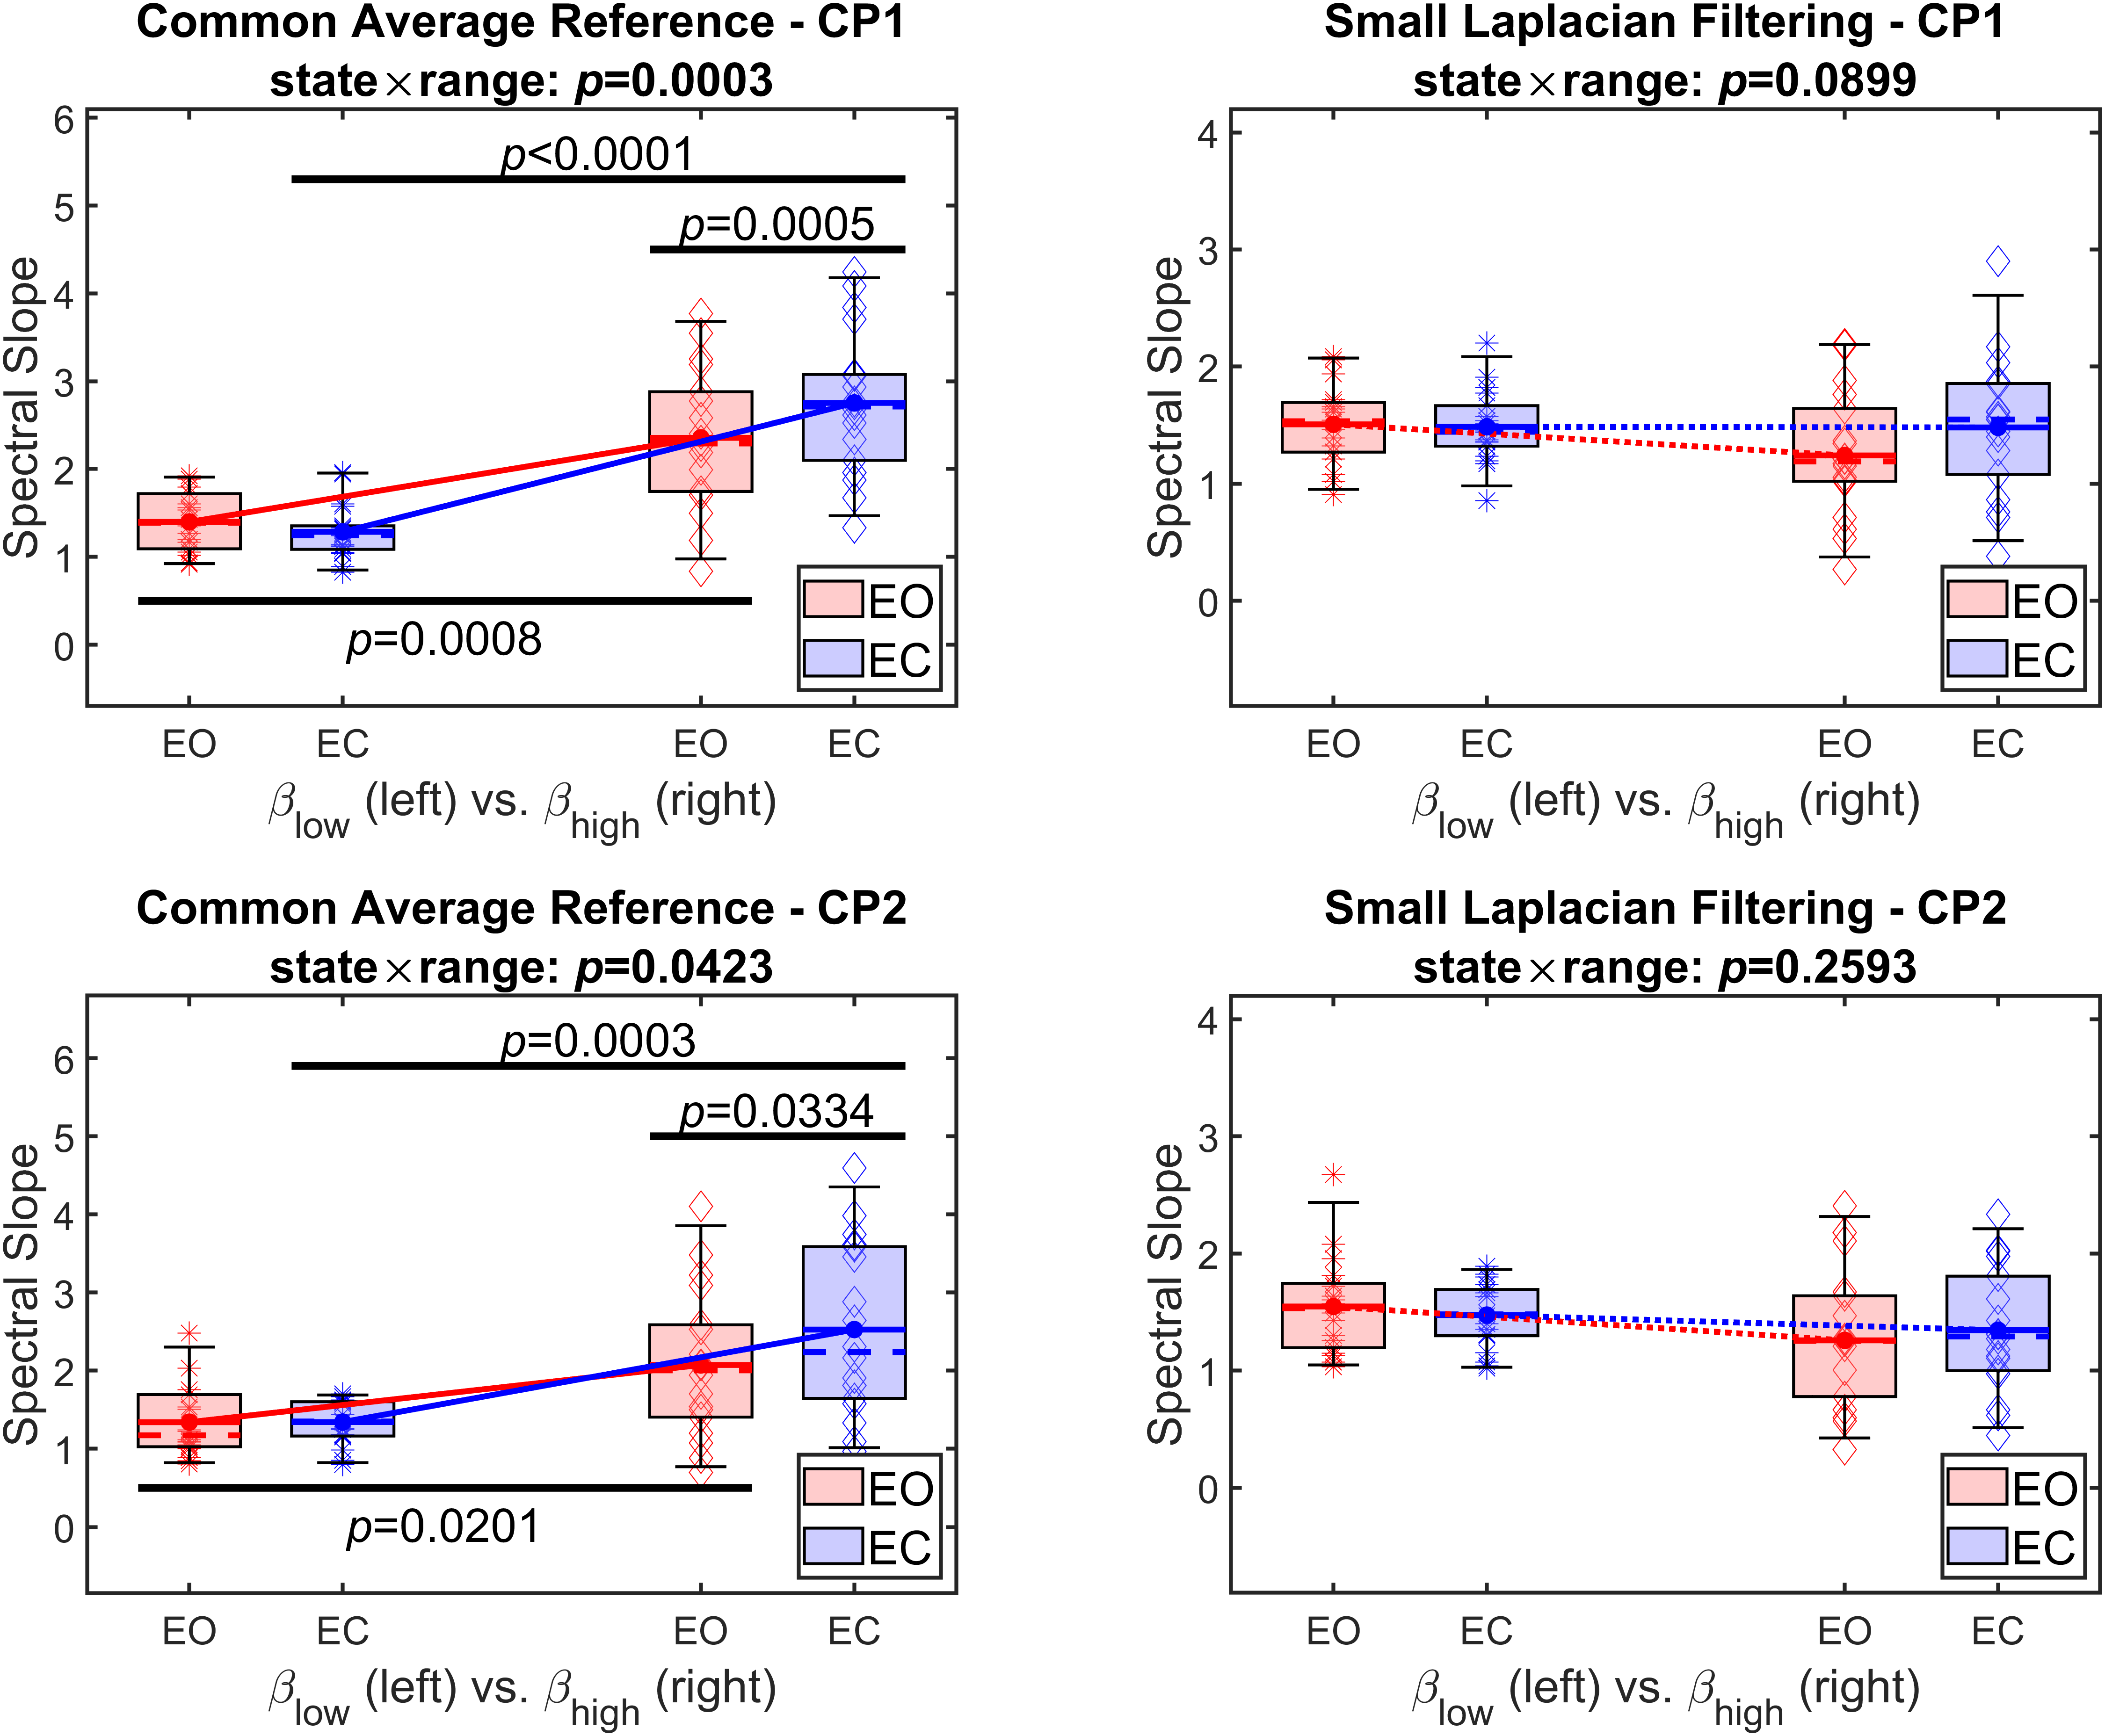 Common Average Reference - CP1
state×range: p=0.0003
6
5
4
3
2
1
0
Spectral Slope
p<0.0001
p=0.0005
p=0.0008
EO
EC
EO
EC
EO
EC
βlow (left) vs. βhigh (right)
Small Laplacian Filtering - CP1
state×range: p=0.0899
4
3
2
1
0
Spectral Slope
EO
EC
EO
EC
EO
EC
βlow (left) vs. βhigh (right)
Common Average Reference - CP2
state×range: p=0.0423
6
5
4
3
2
1
0
Spectral Slope
p=0.0003
p=0.0334
p=0.0201
EO
EC
EO
EC
EO
EC
βlow (left) vs. βhigh (right)
Small Laplacian Filtering - CP2
state×range: p=0.2593
4
3
2
1
0
Spectral Slope
EO
EC
EO
EC
EO
EC
βlow (left) vs. βhigh (right)